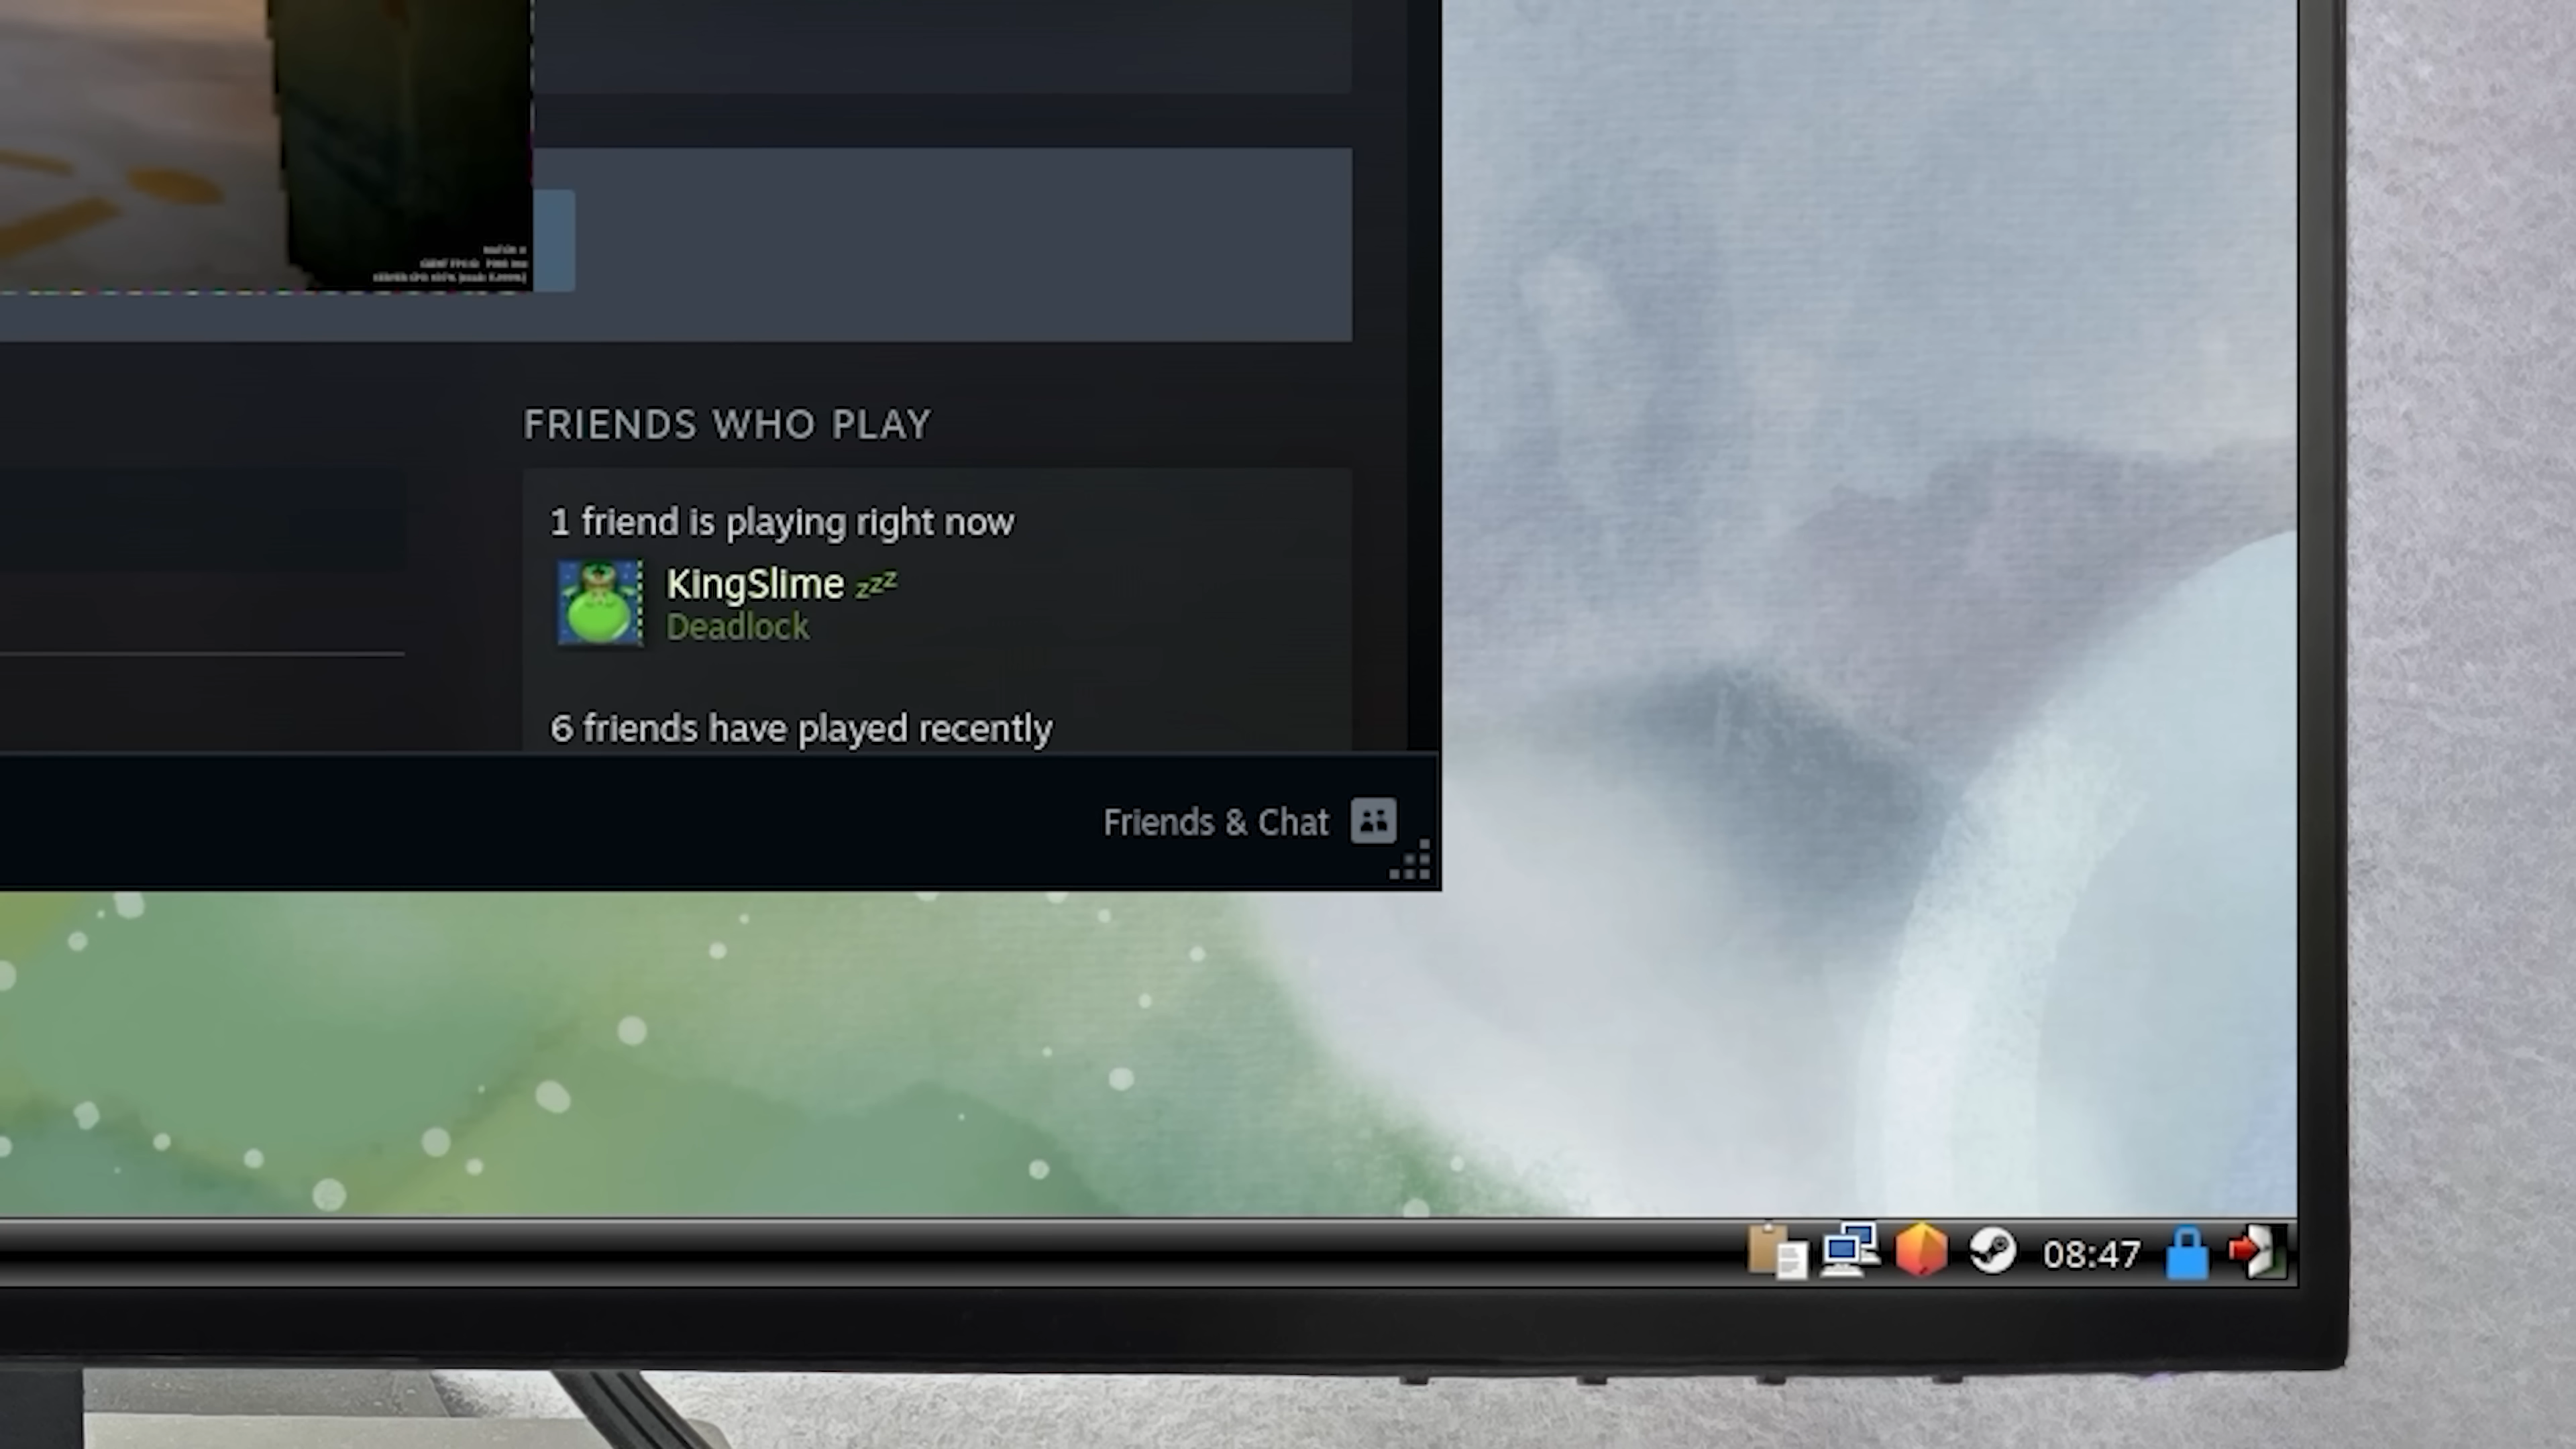 FRIENDS WHO PLAY
1 friend is playing right now
KingSlime zzz
Deadlock
6 friends have played recently
Friends & Chat
08:47